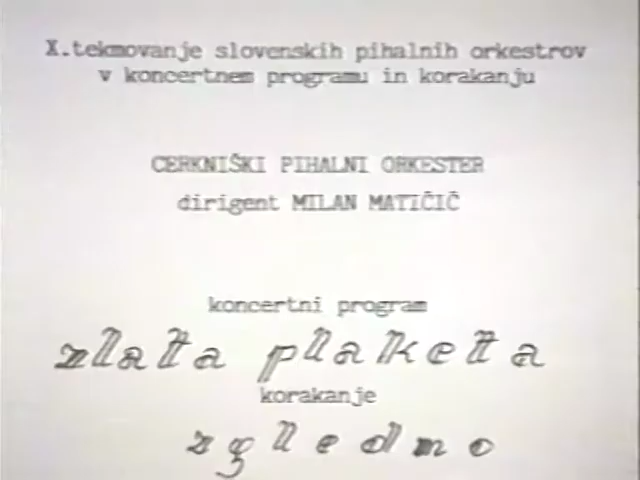 X.tekmovanje slovenskih pihalnih orkestrov
v koncertnem programu in korakanju
CERKNIŠKI PIHALNI ORKESTER
dirigent MILAN MATIČIČ
koncertni program
zlata plaketa
korakanje
zgledno